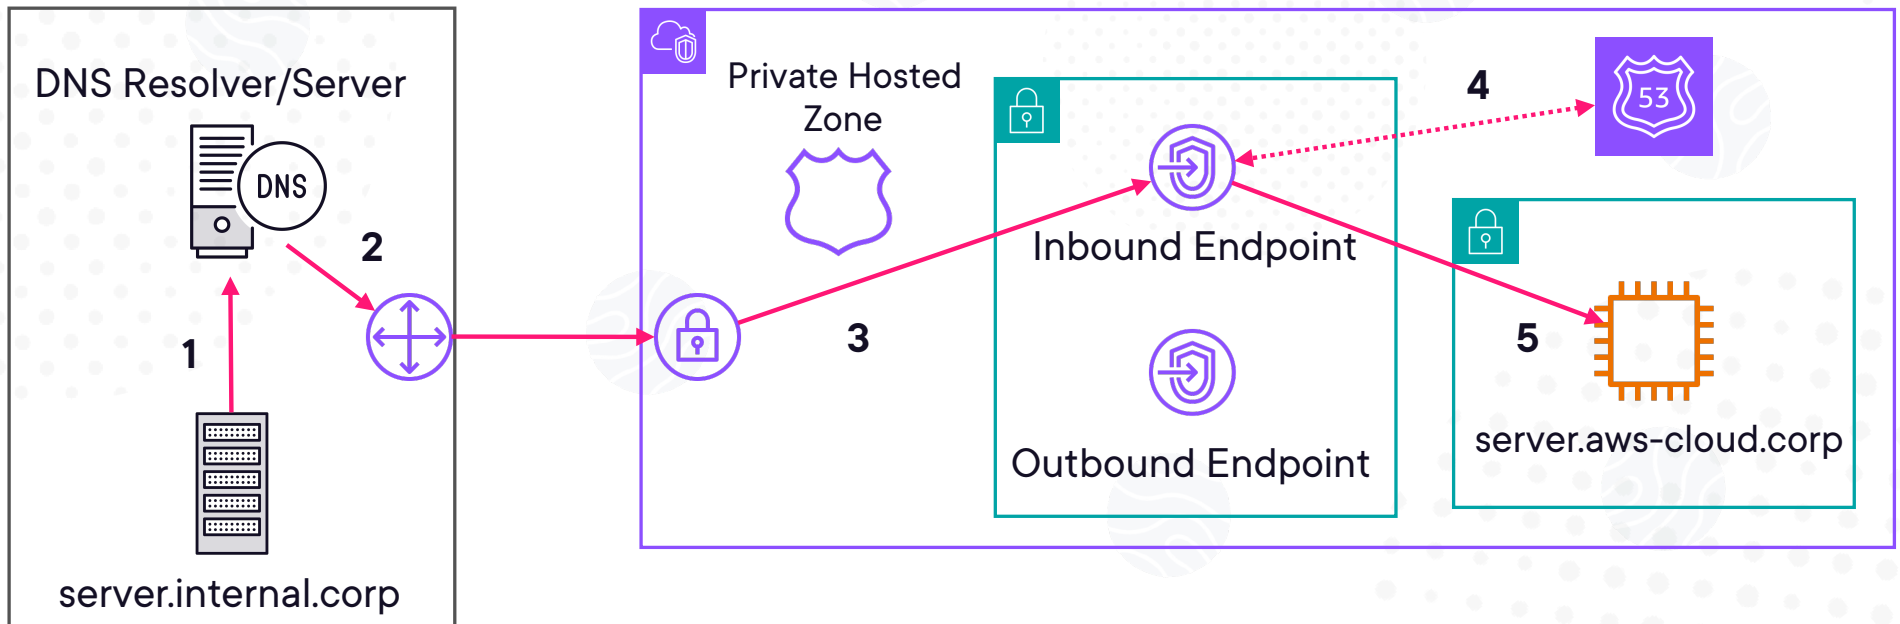 DNS Resolver/Server
DNS
1
2
server.internal.corp
Private Hosted
Zone
3
Inbound Endpoint
Outbound Endpoint
4
53
5
server.aws-cloud.corp